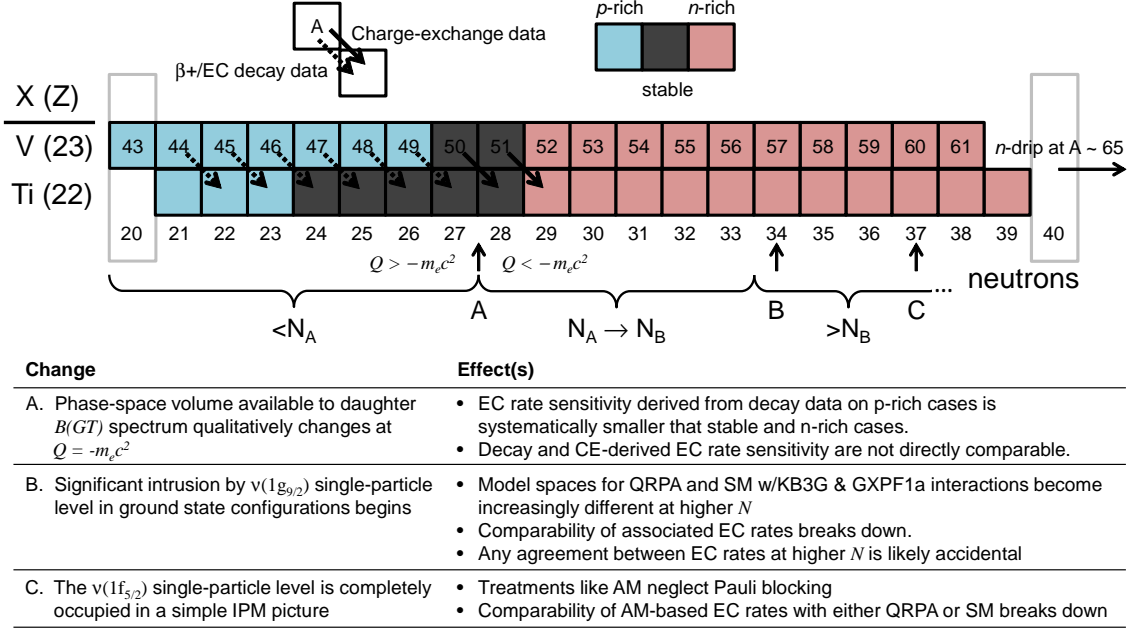 p-rich
n-rich
A
Charge-exchange data
β+/EC decay data
stable
X (Z)
V (23)
43 44 45 46 47 48 49 50 51 52 53 54 55 56 57 58 59 60 61
n-drip at A ~ 65
Ti (22)
20 21 22 23 24 25 26 27 28 29 30 31 32 33 34 35 36 37 38 39 40
Q > −mₑc²
Q < −mₑc²
... neutrons
A
B
C
<N_A
N_A → N_B
>N_B
Change
Effect(s)
A. Phase-space volume available to daughter
B(GT) spectrum qualitatively changes at
Q = -mₑc²
• EC rate sensitivity derived from decay data on p-rich cases is
systematically smaller that stable and n-rich cases.
• Decay and CE-derived EC rate sensitivity are not directly comparable.
B. Significant intrusion by ν(1g9/2) single-particle
level in ground state configurations begins
• Model spaces for QRPA and SM w/KB3G & GXPF1a interactions become
increasingly different at higher N
• Comparability of associated EC rates breaks down.
• Any agreement between EC rates at higher N is likely accidental
C. The ν(1f5/2) single-particle level is completely
occupied in a simple IPM picture
• Treatments like AM neglect Pauli blocking
• Comparability of AM-based EC rates with either QRPA or SM breaks down